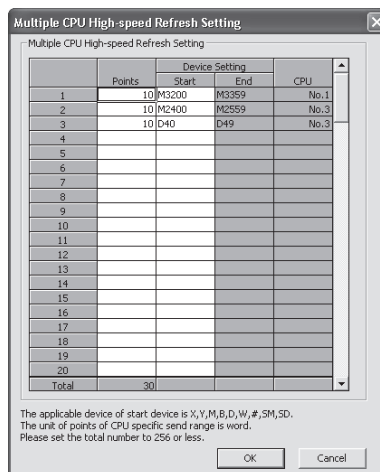 Multiple CPU High-speed Refresh Setting
Multiple CPU High-speed Refresh Setting
Device Setting
Points Start End CPU
1 10 M3200 M3359 No.1
2 10 M2400 M2559 No.3
3 10 D40 D49 No.3
4
5
6
7
8
9
10
11
12
13
14
15
16
17
18
19
20
Total 30
The applicable device of start device is X,Y,M,B,D,W,#,SM,SD.
The unit of points of CPU specific send range is word.
Please set the total number to 256 or less.
OK Cancel